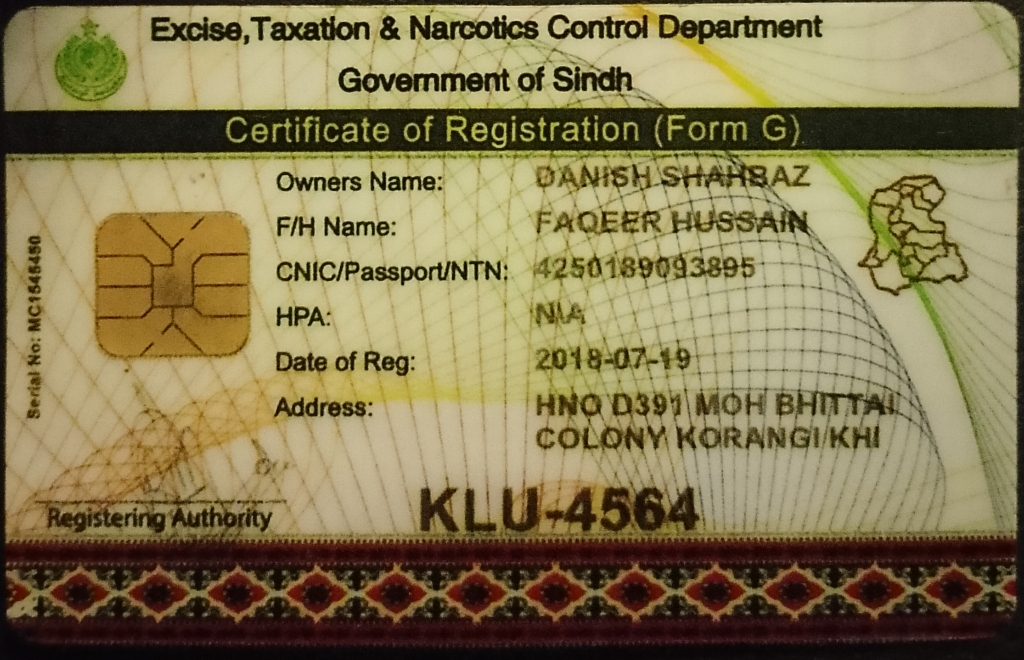 Excise, Taxation & Narcotics Control Department
Government of Sindh
Certificate of Registration (Form G)
Owners Name: DANISH SHAHBAZ
F/H Name: FAQEER HUSSAIN
CNIC/Passport/NTN: 4250189093895
HPA: N\A
Date of Reg: 2018-07-19
Address: HNO D391 MOH BHITTAI
COLONY KORANGI KHI
Serial No: MC1545450
Registering Authority
KLU-4564